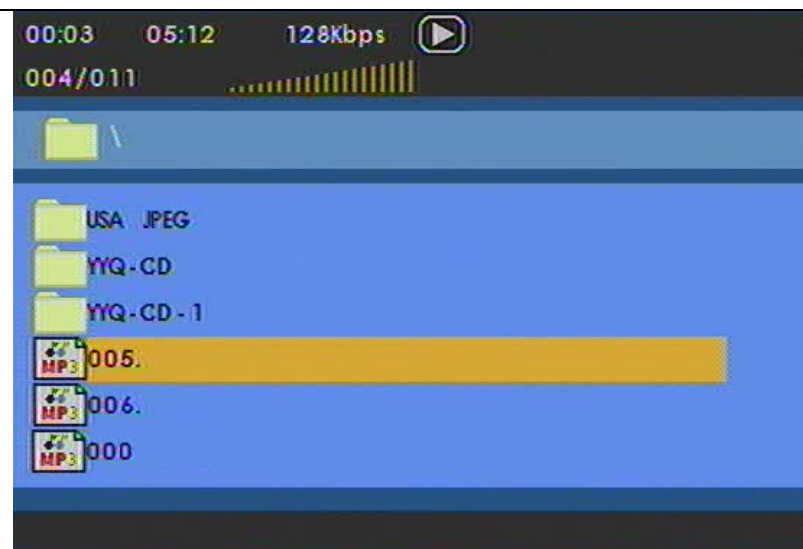 00:03 05:12 128Kbps
004/011
\
USA JPEG
YYQ-CD
YYQ-CD-1
MP3 005.
MP3 006.
MP3 000